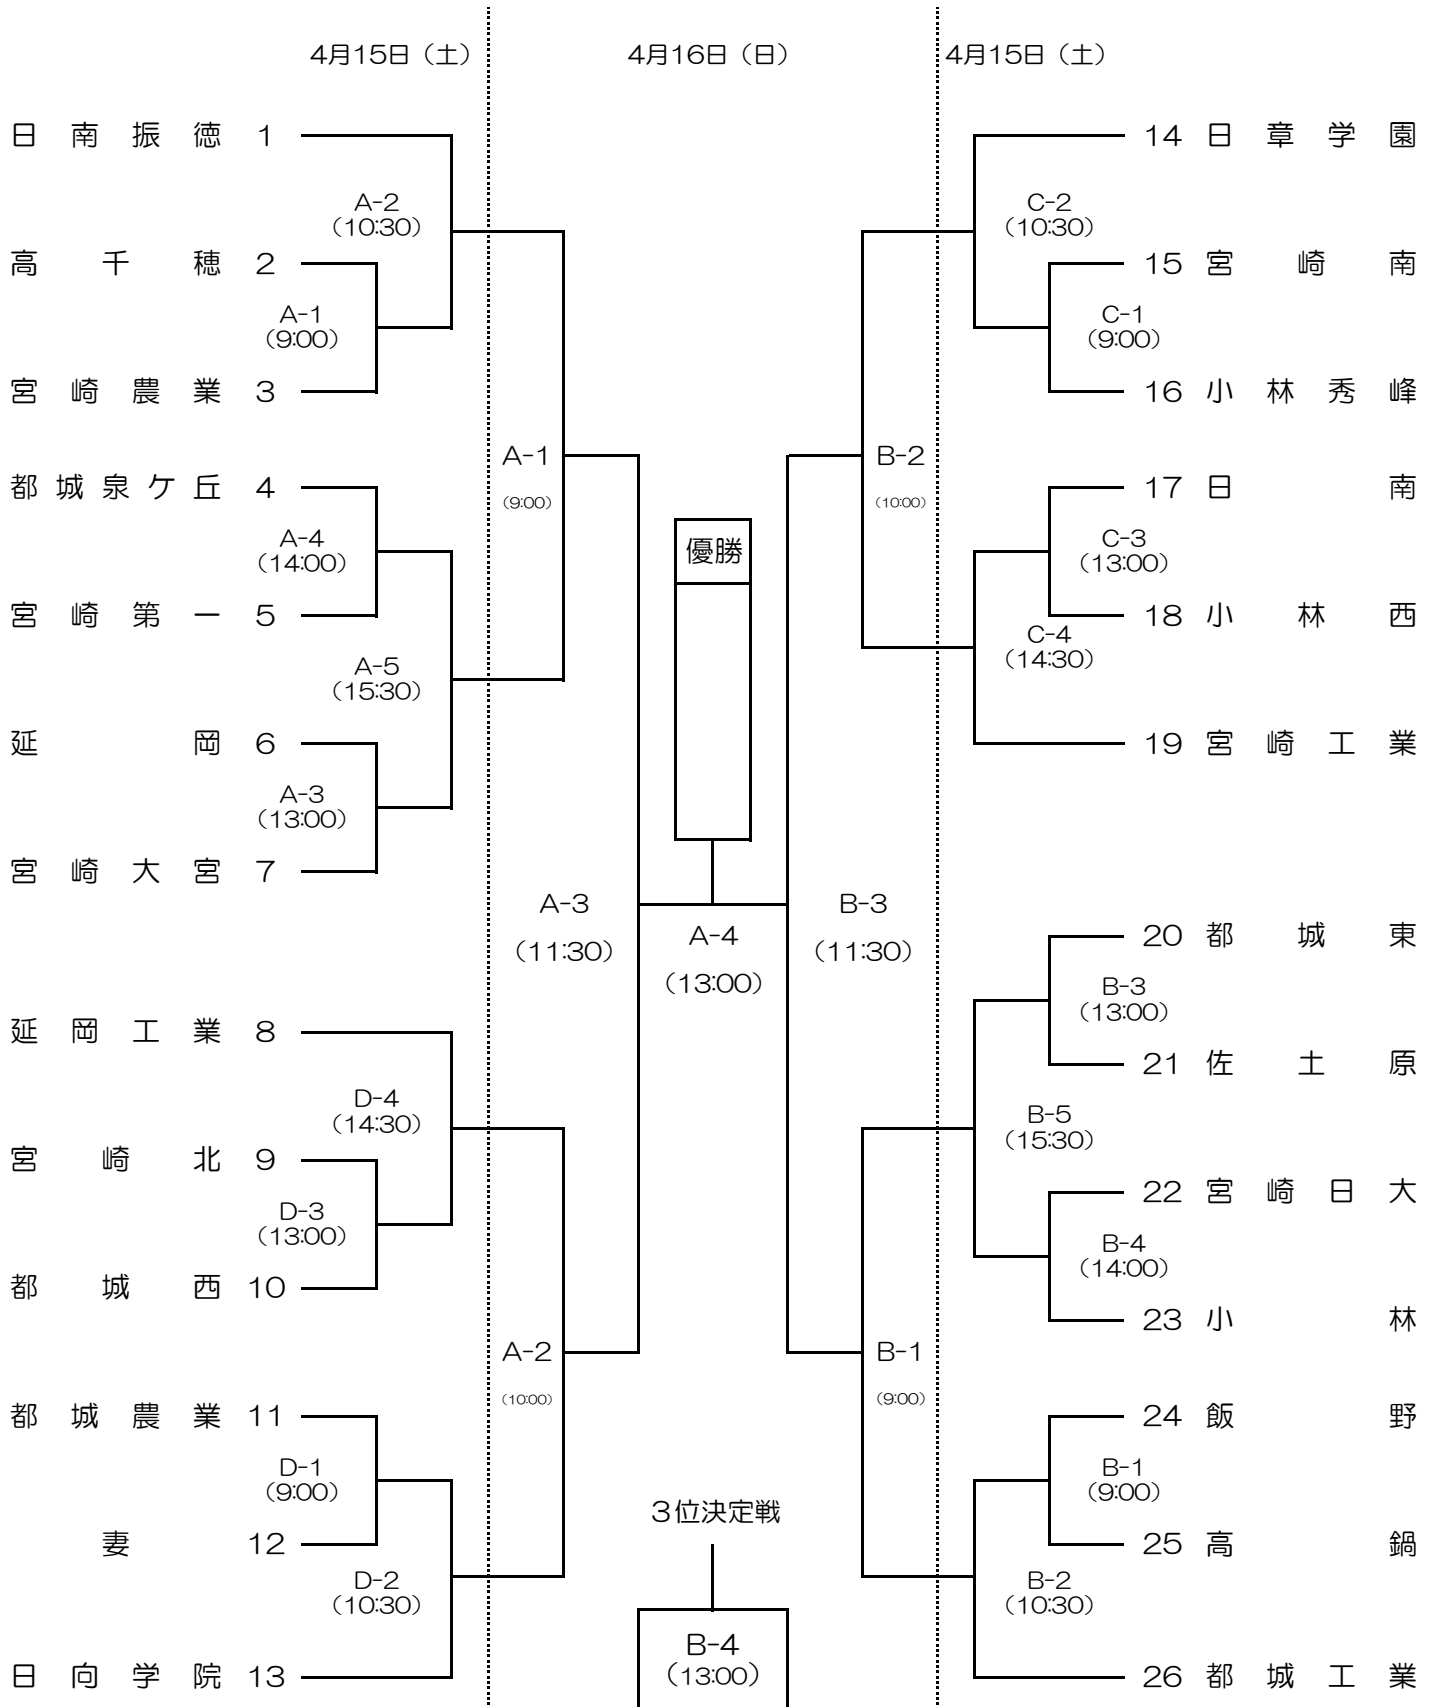 4月15日（土） 4月16日（日） 4月15日（土）
日南振徳 1
A-2
（10:30）
高千穂 2
A-1
（9:00）
宮崎農業 3
都城泉ケ丘 4
A-4
（14:00）
宮崎第一 5
A-5
（15:30）
延岡 6
A-3
（13:00）
宮崎大宮 7
延岡工業 8
D-4
（14:30）
宮崎北 9
D-3
（13:00）
都城西 10
都城農業 11
D-1
（9:00）
妻 12
D-2
（10:30）
日向学院 13
A-1
（9:00）
A-3
（11:30）
A-2
（10:00）
優勝
A-4
（13:00）
3位決定戦
B-4
（13:00）
B-2
（10:00）
B-3
（11:30）
B-1
（9:00）
14 日章学園
C-2
（10:30）
15 宮崎南
C-1
（9:00）
16 小林秀峰
17 日南
C-3
（13:00）
18 小林西
C-4
（14:30）
19 宮崎工業
20 都城東
B-3
（13:00）
21 佐土原
B-5
（15:30）
22 宮崎日大
B-4
（14:00）
23 小林
24 飯野
B-1
（9:00）
25 高鍋
B-2
（10:30）
26 都城工業